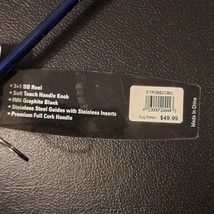 • 3+1 BB Reel
• Soft Touch Handle Knob
• IM6 Graphite Blank
• Stainless Steel Guides with Stainless Inserts
• Premium Full Cork Handle
Sug. Retail
$49.99
Made in China